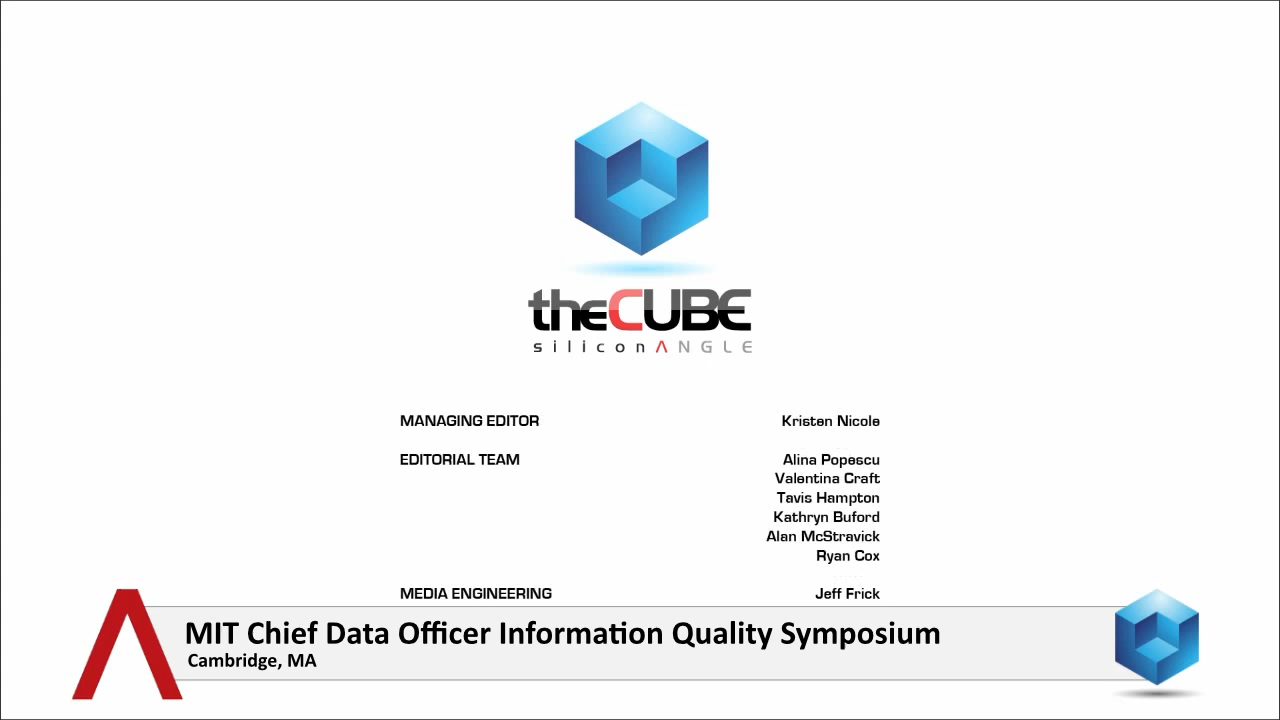 theCUBE
siliconANGLE
MANAGING EDITOR Kristen Nicole
EDITORIAL TEAM Alina Popescu
Valentina Craft
Tavis Hampton
Kathryn Buford
Alan McStravick
Ryan Cox
MEDIA ENGINEERING Jeff Frick
MIT Chief Data Officer Information Quality Symposium
Cambridge, MA